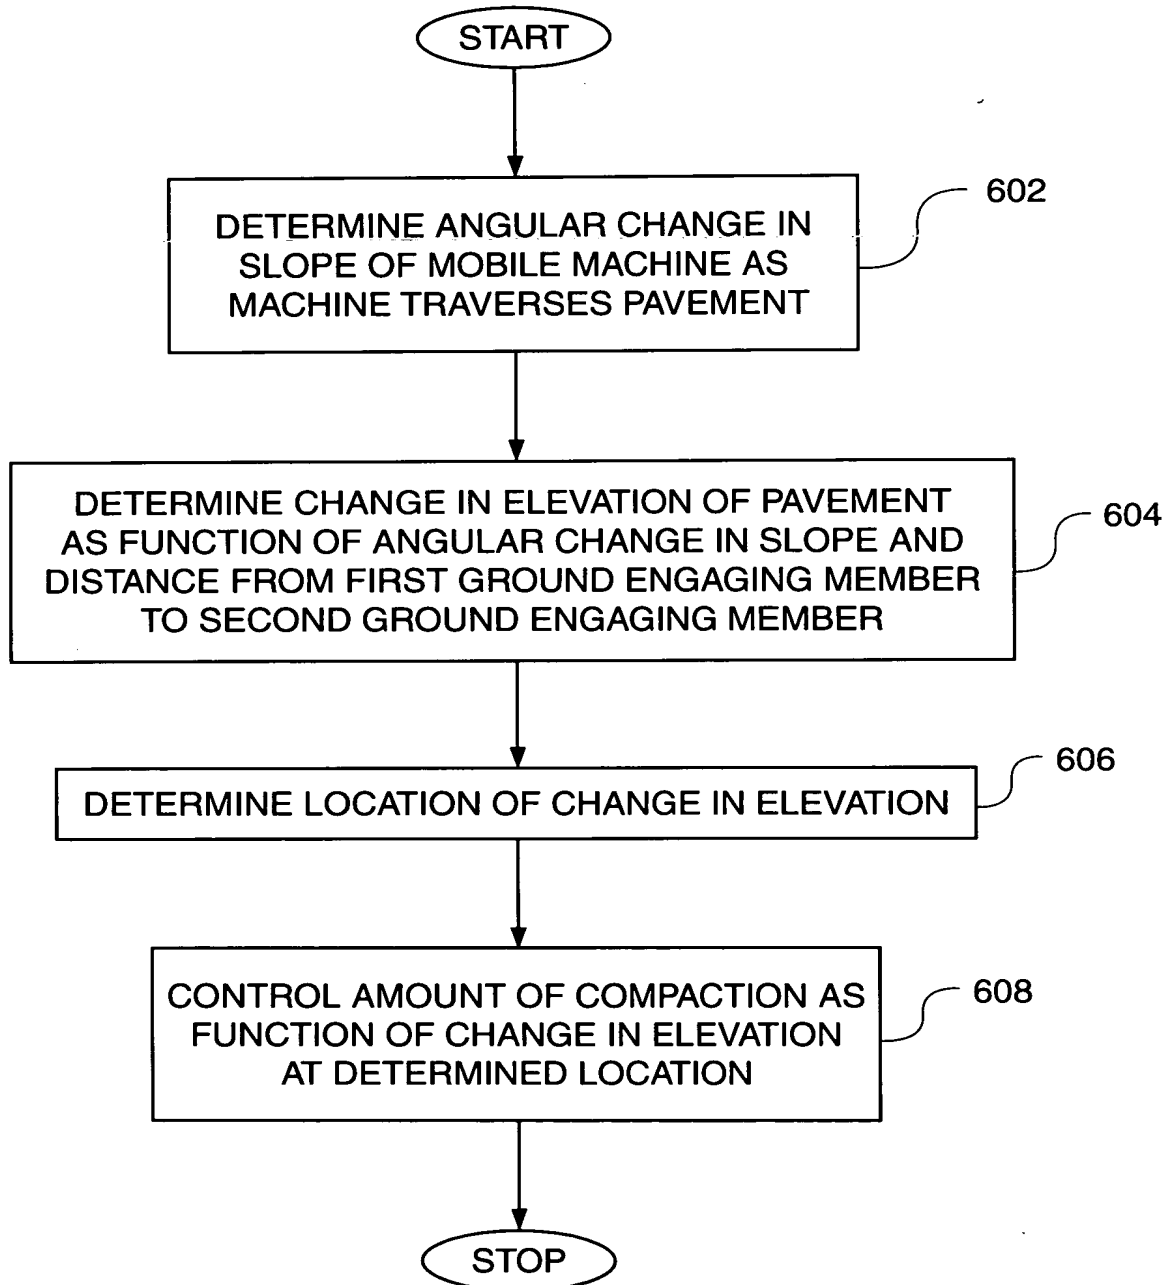 START
602
DETERMINE ANGULAR CHANGE IN
SLOPE OF MOBILE MACHINE AS
MACHINE TRAVERSES PAVEMENT
604
DETERMINE CHANGE IN ELEVATION OF PAVEMENT
AS FUNCTION OF ANGULAR CHANGE IN SLOPE AND
DISTANCE FROM FIRST GROUND ENGAGING MEMBER
TO SECOND GROUND ENGAGING MEMBER
606
DETERMINE LOCATION OF CHANGE IN ELEVATION
608
CONTROL AMOUNT OF COMPACTION AS
FUNCTION OF CHANGE IN ELEVATION
AT DETERMINED LOCATION
STOP